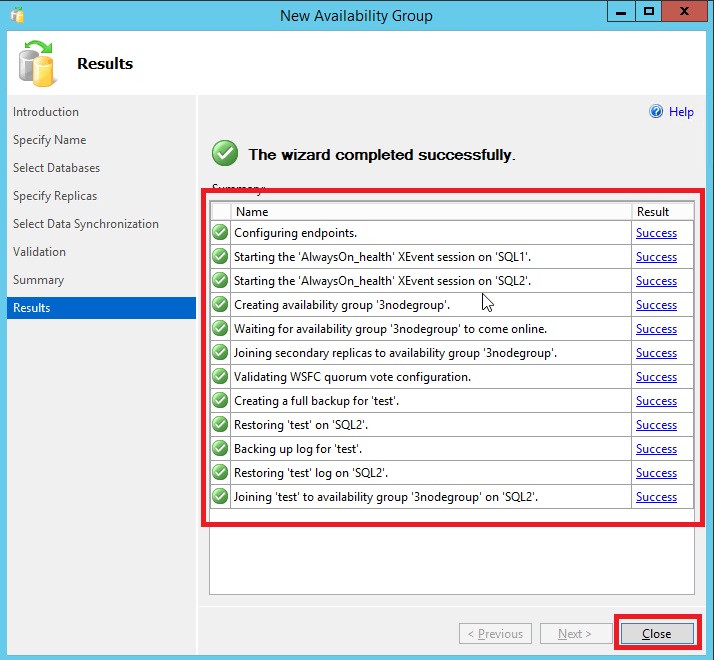 New Availability Group
Results
Introduction
Specify Name
Select Databases
Specify Replicas
Select Data Synchronization
Validation
Summary
Results
Help
The wizard completed successfully.
Summary:
Name Result
Configuring endpoints. Success
Starting the 'AlwaysOn_health' XEvent session on 'SQL1'. Success
Starting the 'AlwaysOn_health' XEvent session on 'SQL2'. Success
Creating availability group '3nodegroup'. Success
Waiting for availability group '3nodegroup' to come online. Success
Joining secondary replicas to availability group '3nodegroup'. Success
Validating WSFC quorum vote configuration. Success
Creating a full backup for 'test'. Success
Restoring 'test' on 'SQL2'. Success
Backing up log for 'test'. Success
Restoring 'test' log on 'SQL2'. Success
Joining 'test' to availability group '3nodegroup' on 'SQL2'. Success
< Previous Next > Close